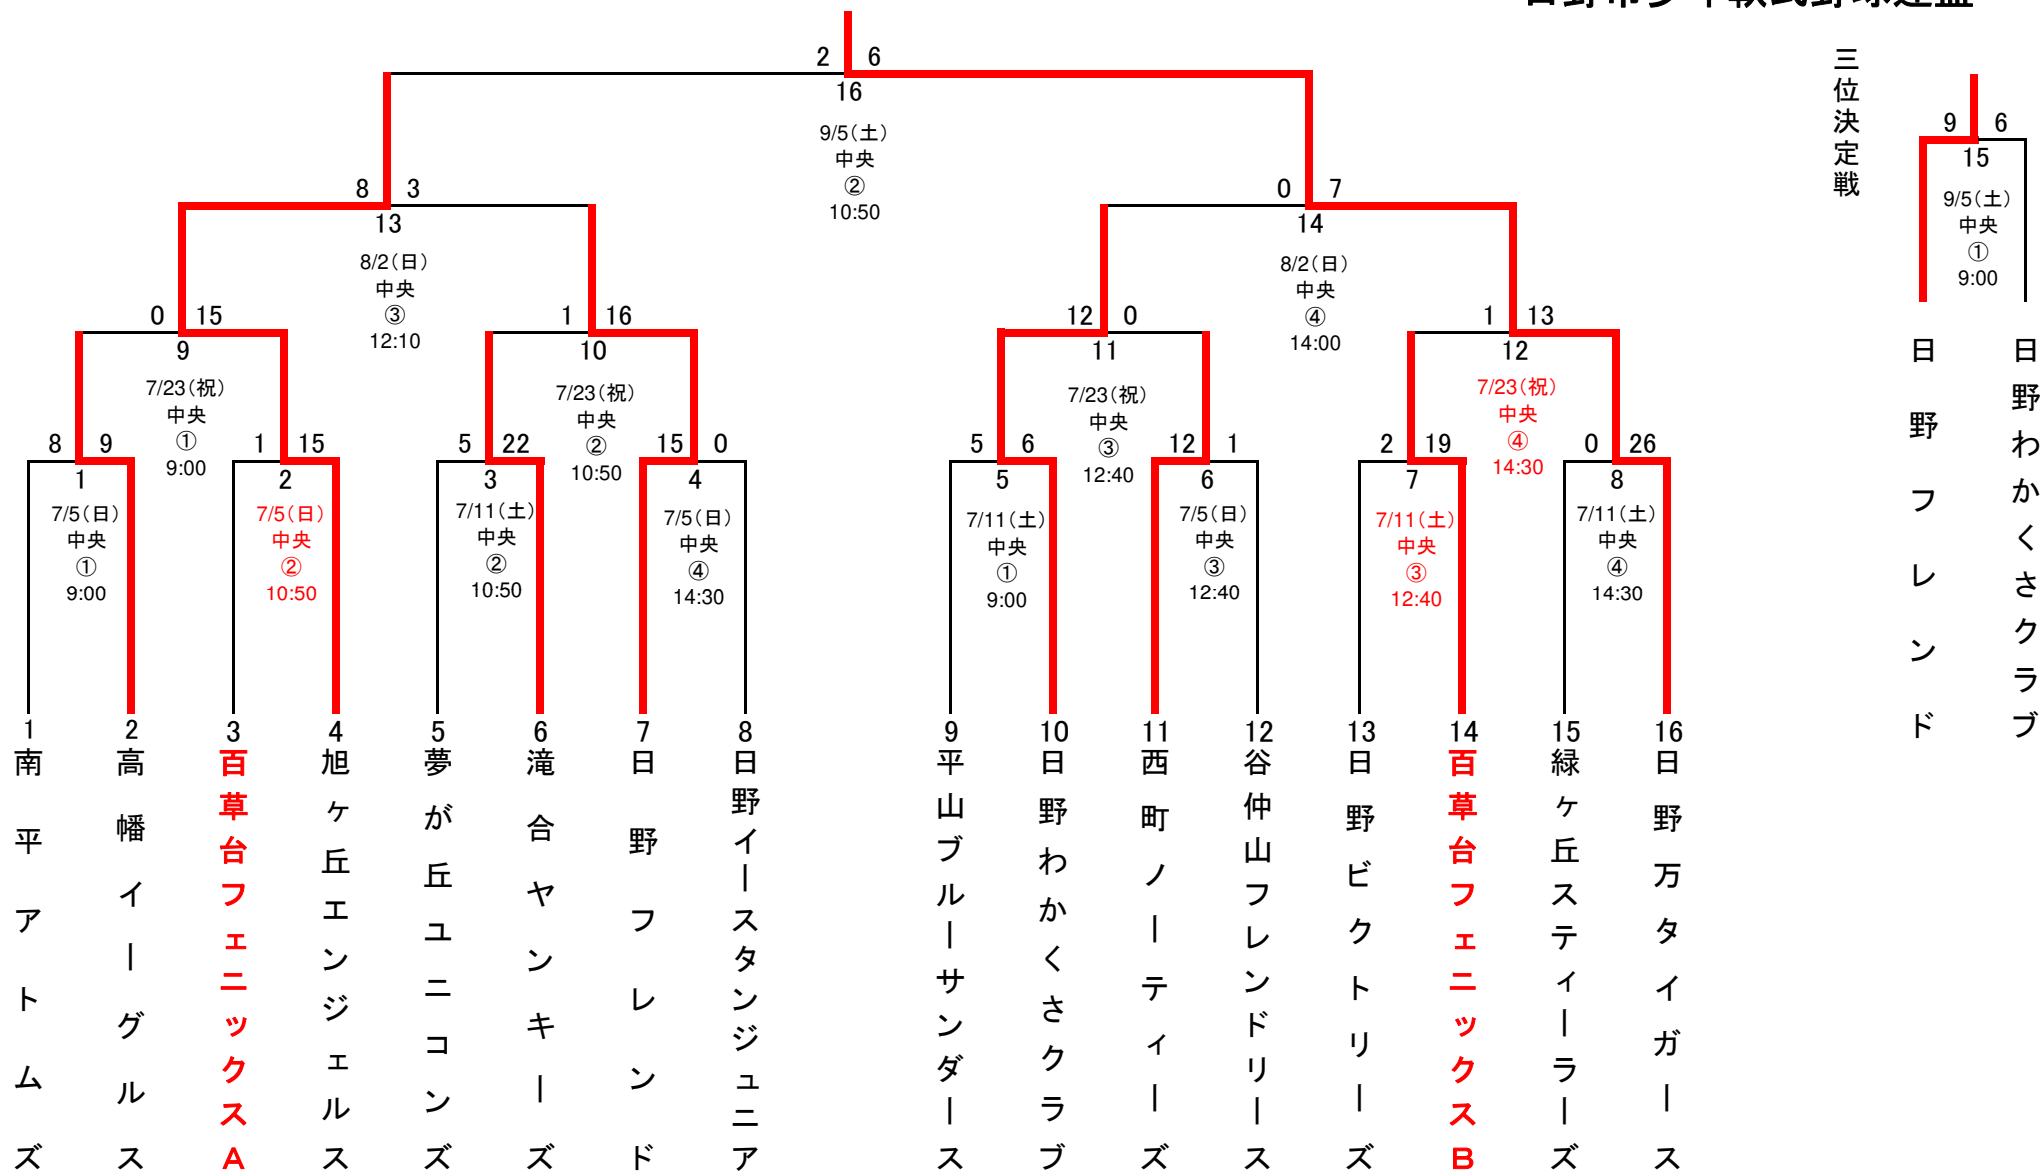 2 6
16
9/5(土)
中央
②
10:50
三位決定戦
9 6
15
9/5(土)
中央
①
9:00
日野フレンド
日野わかくさクラブ
8 3
13
8/2(日)
中央
③
12:10
0 7
14
8/2(日)
中央
④
14:00
0 15
9
7/23(祝)
中央
①
9:00
1 16
10
7/23(祝)
中央
②
10:50
12 0
11
7/23(祝)
中央
③
12:40
1 13
12
7/23(祝)
中央
④
14:30
8 9
1
7/5(日)
中央
①
9:00
1 15
2
7/5(日)
中央
②
10:50
5 22
3
7/11(土)
中央
②
10:50
15 0
4
7/5(日)
中央
④
14:30
5 6
5
7/11(土)
中央
①
9:00
12 1
6
7/5(日)
中央
③
12:40
2 19
7
7/11(土)
中央
③
12:40
0 26
8
7/11(土)
中央
④
14:30
1
南平アトムズ
2
高幡イーグルス
3
百草台フェニックスA
4
旭ヶ丘エンジェルス
5
夢が丘ユニコンズ
6
滝合ヤンキーズ
7
日野フレンド
8
日野イースタンジュニア
9
平山ブルーサンダース
10
日野わかくさクラブ
11
西町ノーティーズ
12
谷仲山フレンドリース
13
日野ビクトリーズ
14
百草台フェニックスB
15
緑ヶ丘スティーラーズ
16
日野万タイガース